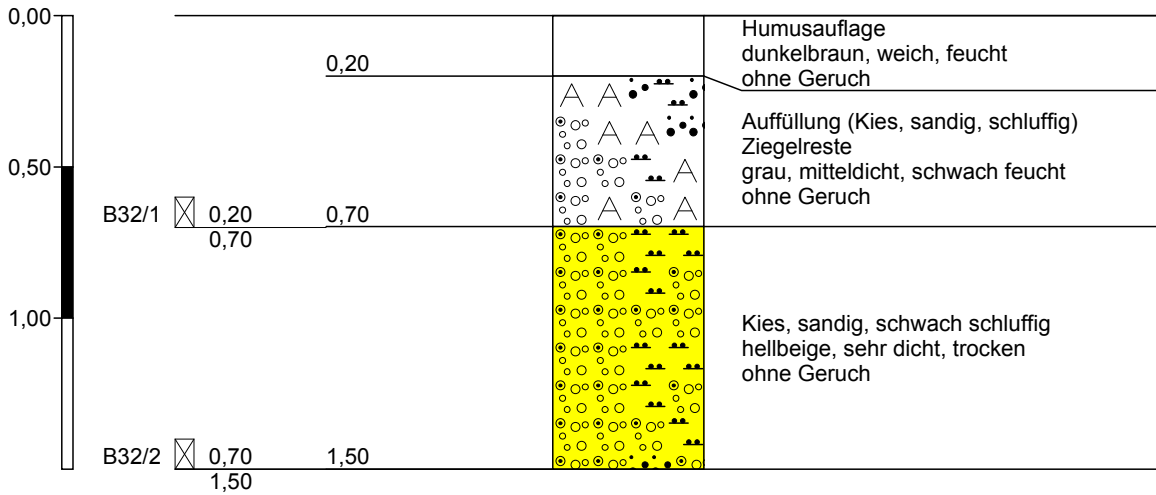 0,00
Humusauflage
dunkelbraun, weich, feucht
ohne Geruch
0,20
Auffüllung (Kies, sandig, schluffig)
Ziegelreste
grau, mitteldicht, schwach feucht
ohne Geruch
0,50
B32/1 0,20 0,70
0,70
1,00
Kies, sandig, schwach schluffig
hellbeige, sehr dicht, trocken
ohne Geruch
B32/2 0,70 1,50
1,50